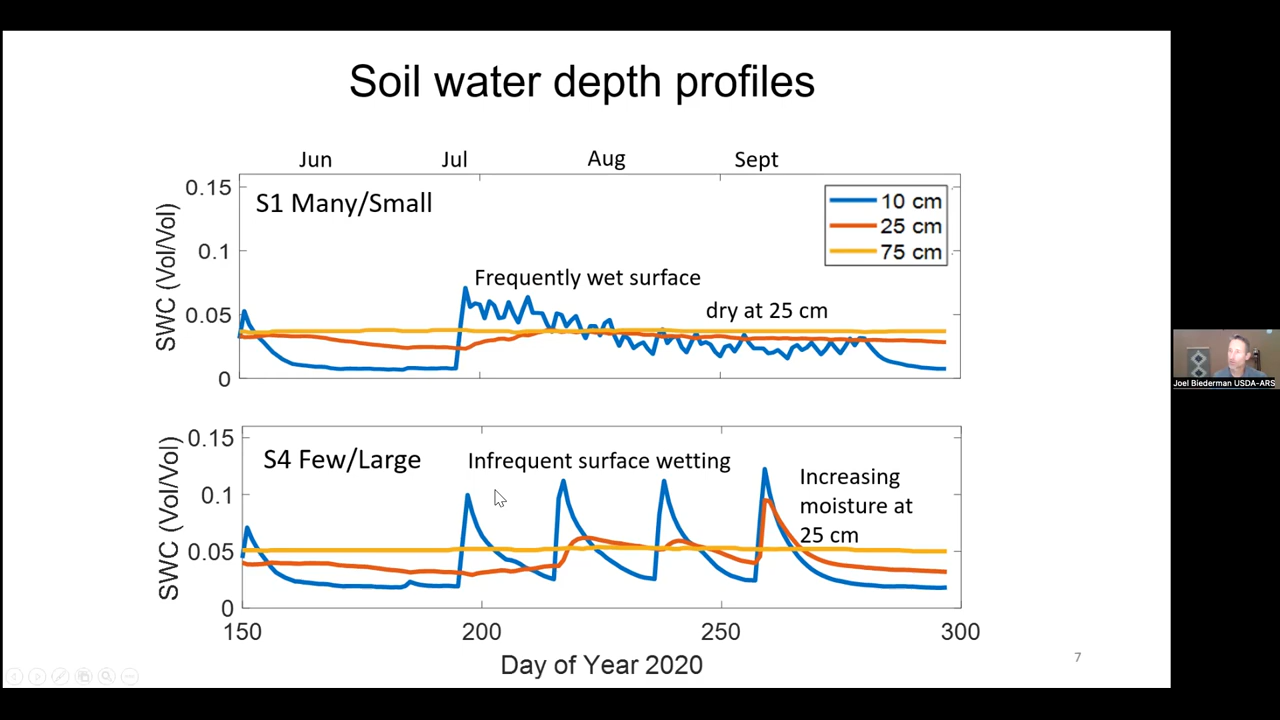 Soil water depth profiles
Jun Jul Aug Sept
0.15
0.1
0.05
0
SWC (Vol/Vol)
S1 Many/Small
10 cm
25 cm
75 cm
Frequently wet surface
dry at 25 cm
0.15
0.1
0.05
0
SWC (Vol/Vol)
S4 Few/Large
Infrequent surface wetting
Increasing
moisture at
25 cm
150 200 250 300
Day of Year 2020
7
Joel Biederman USDA-ARS